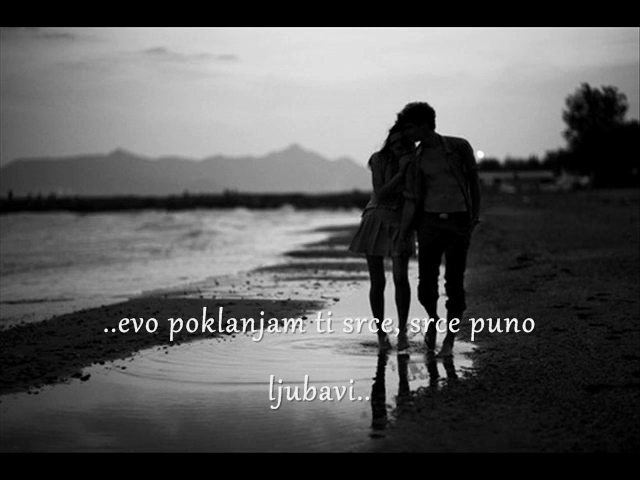 ..evo poklanjam ti srce, srce puno
ljubavi..